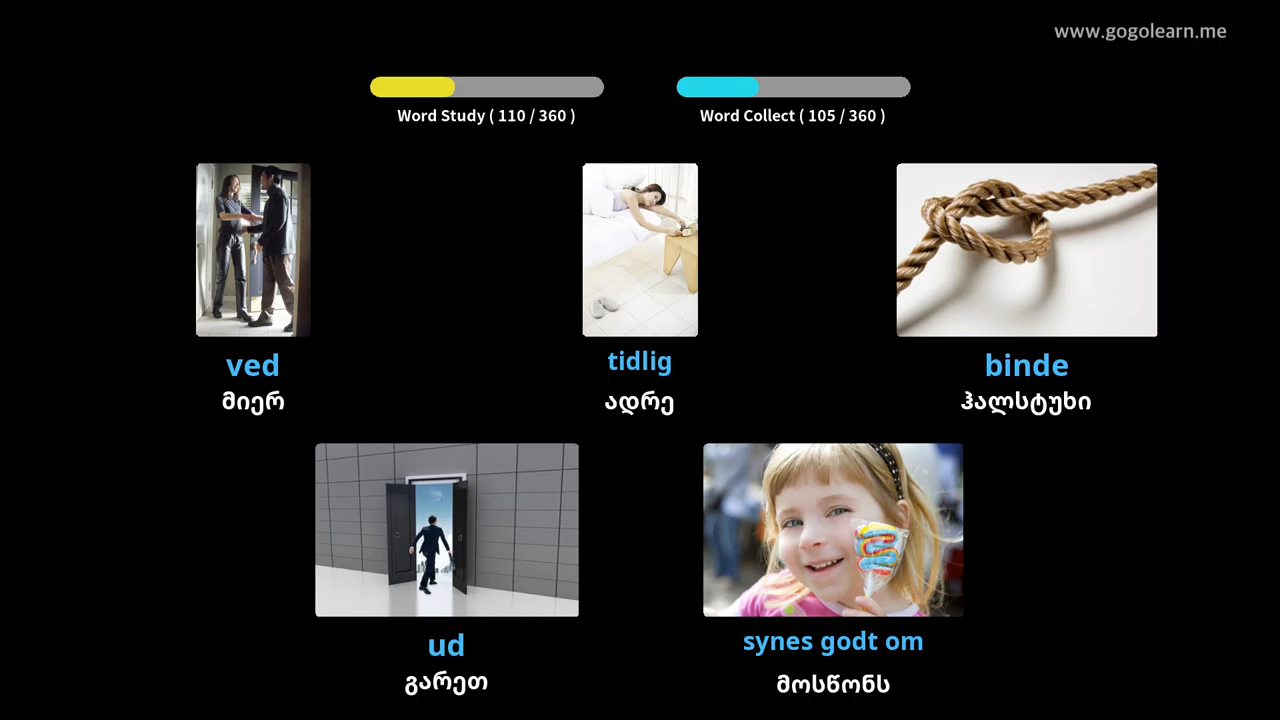 www.gogolearn.me
Word Study ( 110 / 360 )
Word Collect ( 105 / 360 )
ved
მიერ
tidlig
ადრე
binde
ჰალსტუხი
ud
გარეთ
synes godt om
მოსწონს